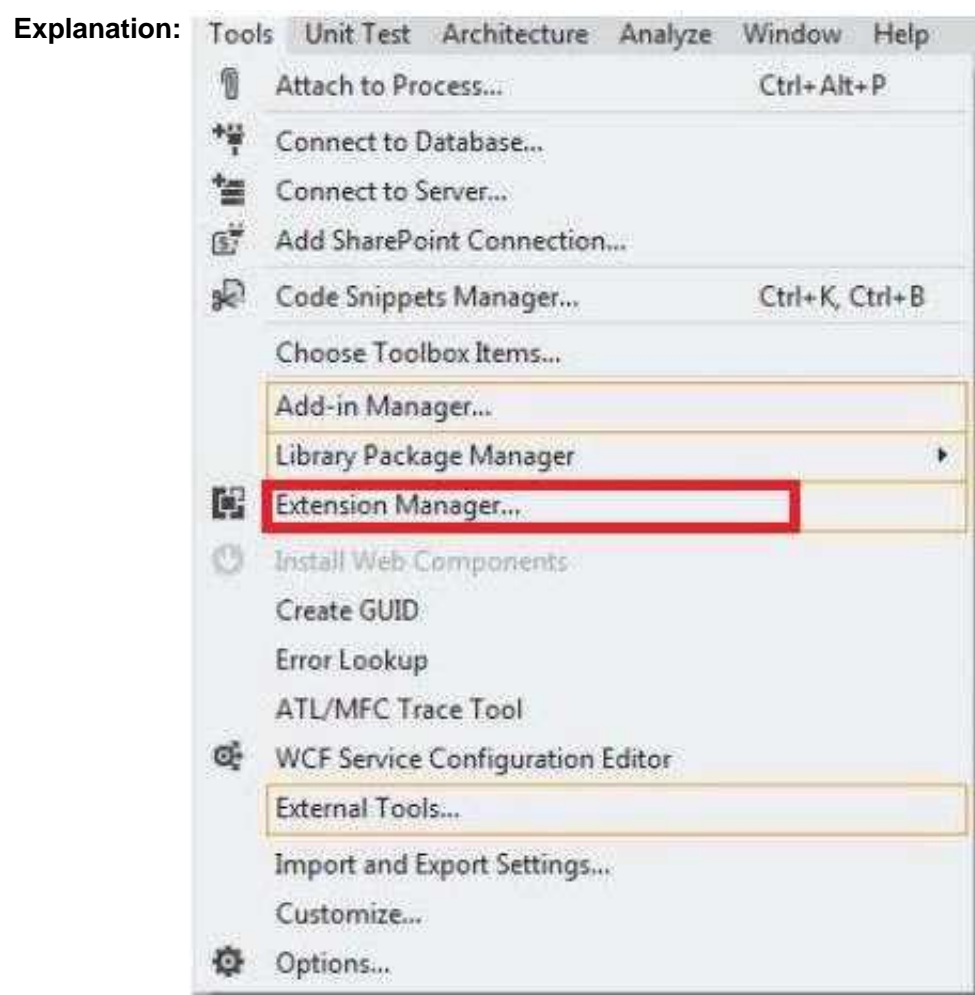 Explanation:
Tools Unit Test Architecture Analyze Window Help
Attach to Process... Ctrl+Alt+P
Connect to Database...
Connect to Server...
Add SharePoint Connection...
Code Snippets Manager... Ctrl+K, Ctrl+B
Choose Toolbox Items...
Add-in Manager...
Library Package Manager
Extension Manager...
Install Web Components
Create GUID
Error Lookup
ATL/MFC Trace Tool
WCF Service Configuration Editor
External Tools...
Import and Export Settings...
Customize...
Options...